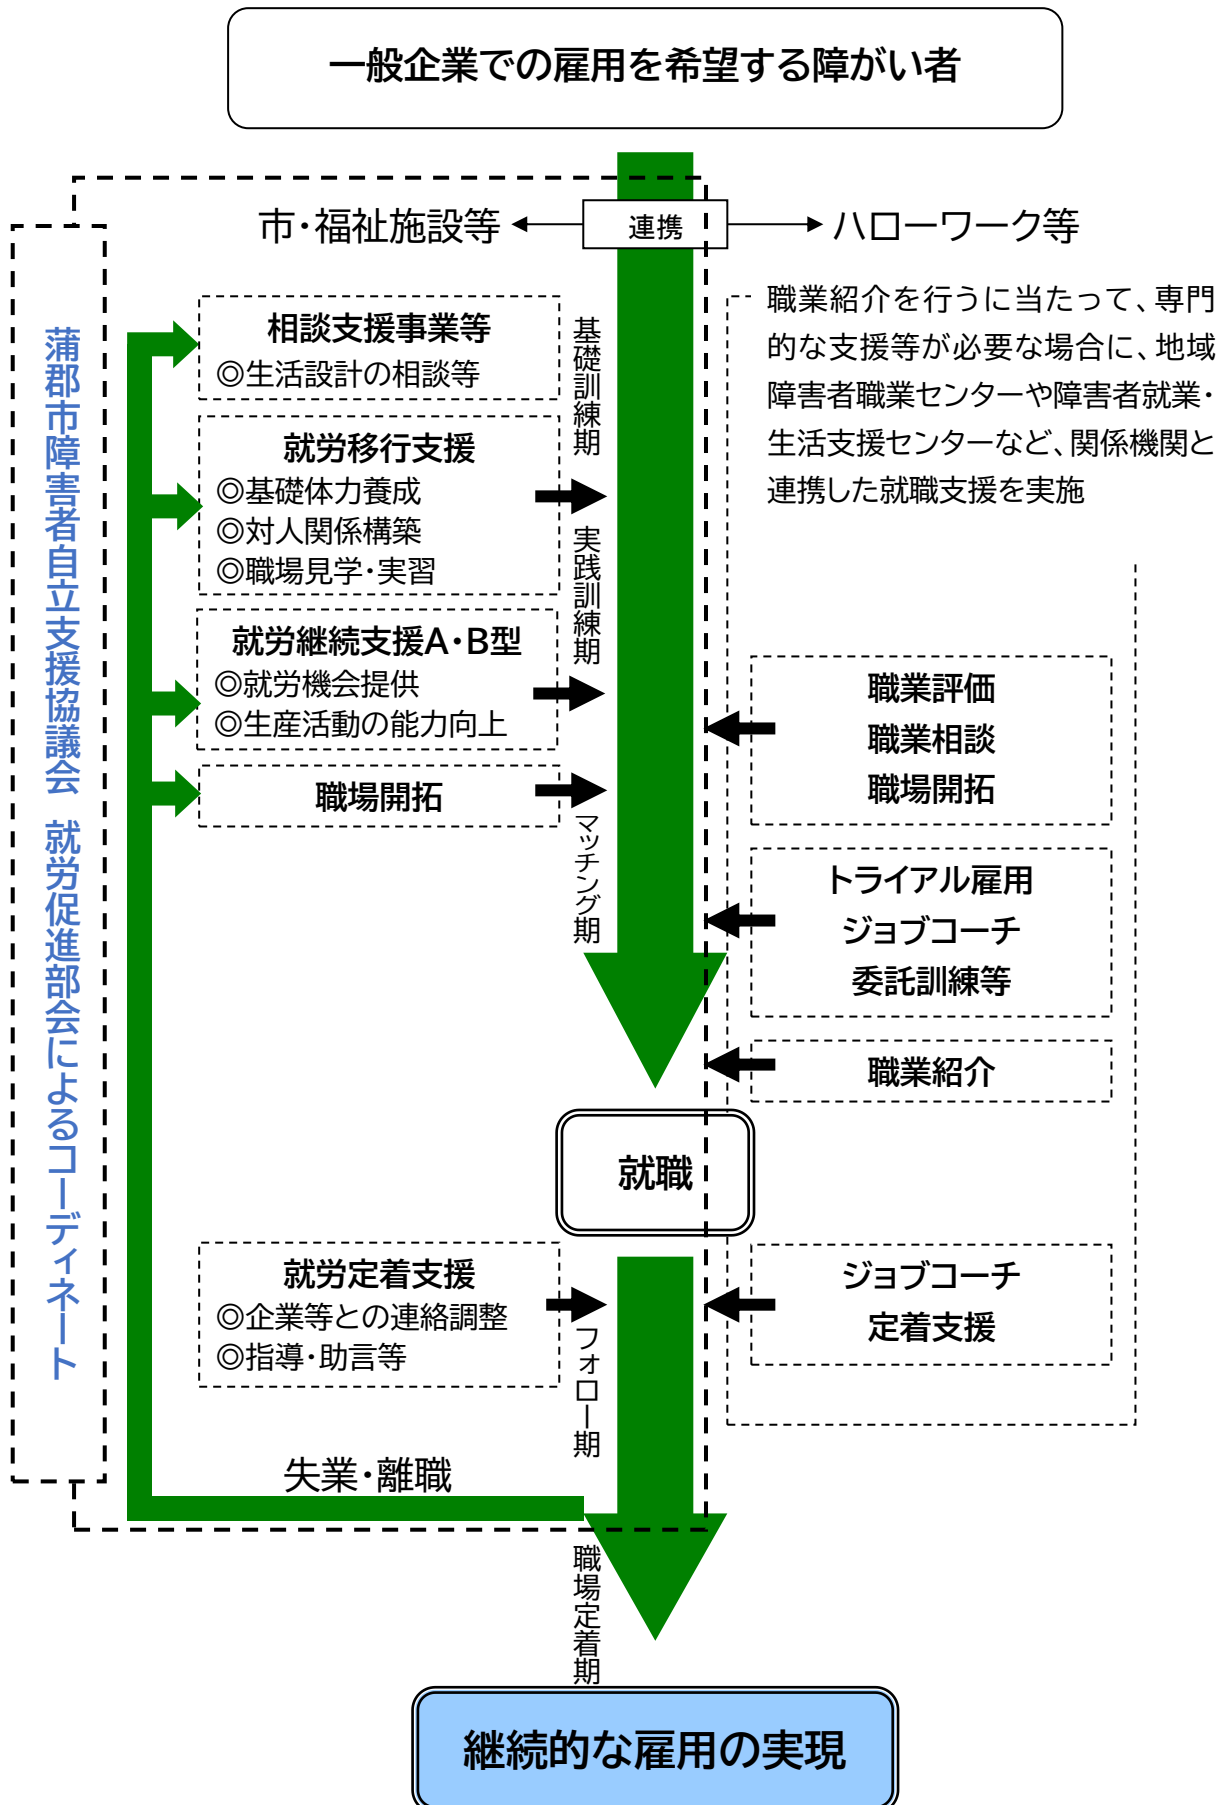 一般企業での雇用を希望する障がい者
市・福祉施設等
連携
ハローワーク等
蒲郡市障害者自立支援協議会 就労促進部会によるコーディネート
相談支援事業等
◎生活設計の相談等
就労移行支援
◎基礎体力養成
◎対人関係構築
◎職場見学・実習
就労継続支援A・B型
◎就労機会提供
◎生産活動の能力向上
職場開拓
基礎訓練期
実践訓練期
マッチング期
職業紹介を行うに当たって、専門
的な支援等が必要な場合に、地域
障害者職業センターや障害者就業・
生活支援センターなど、関係機関と
連携した就職支援を実施
職業評価
職業相談
職場開拓
トライアル雇用
ジョブコーチ
委託訓練等
職業紹介
就職
就労定着支援
◎企業等との連絡調整
◎指導・助言等
フォロー期
ジョブコーチ
定着支援
失業・離職
職場定着期
継続的な雇用の実現